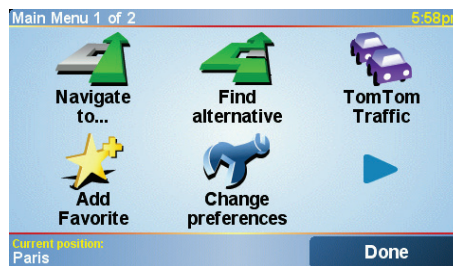 Main Menu 1 of 2
5:58p
Navigate
to...
Find
alternative
TomTom
Traffic
Add
Favorite
Change
preferences
Current position:
Paris
Done